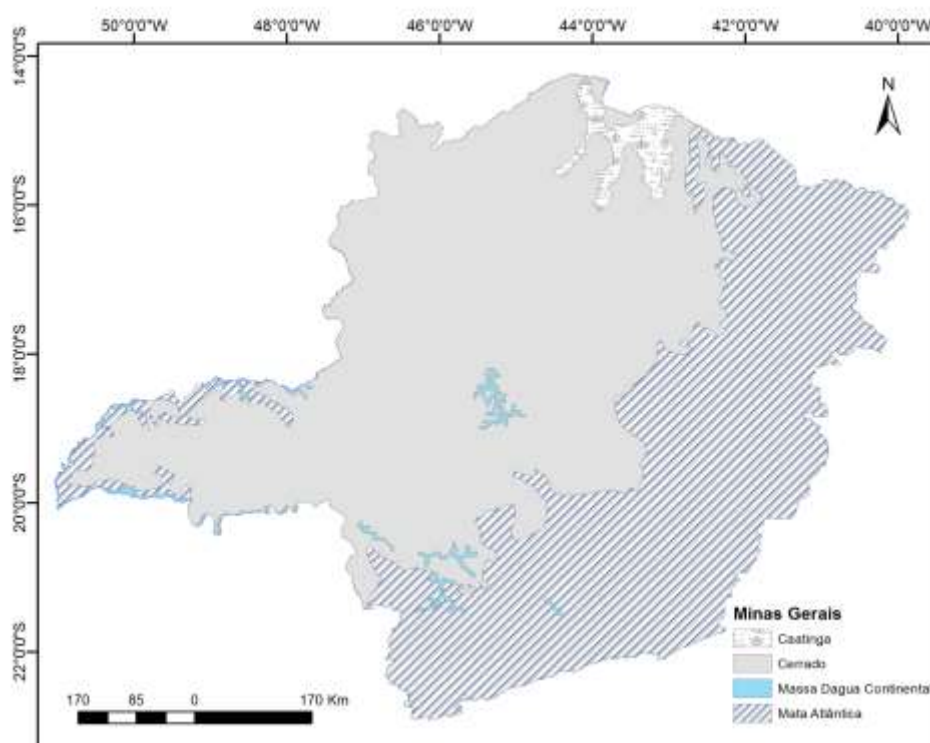 50°0'0"W 48°0'0"W 46°0'0"W 44°0'0"W 42°0'0"W 40°0'0"W
14°0'0"S
N
16°0'0"S
18°0'0"S
20°0'0"S
22°0'0"S
Minas Gerais
Caatinga
Cerrado
Massa Dagua Continental
Mata Atlântica
170 85 0 170 Km